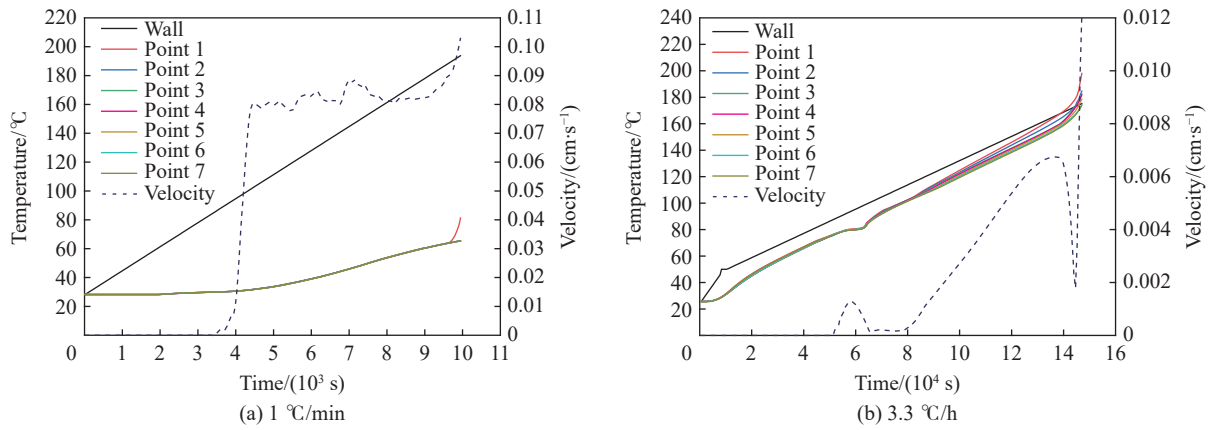 220
200
180
160
140
120
100
80
60
40
20
Temperature/℃
Wall
Point 1
Point 2
Point 3
Point 4
Point 5
Point 6
Point 7
Velocity
0.11
0.10
0.09
0.08
0.07
0.06
0.05
0.04
0.03
0.02
0.01
0
Velocity/(cm·s⁻¹)
0 1 2 3 4 5 6 7 8 9 10 11
Time/(10³ s)
(a) 1 ℃/min
240
220
200
180
160
140
120
100
80
60
40
20
Temperature/℃
Wall
Point 1
Point 2
Point 3
Point 4
Point 5
Point 6
Point 7
Velocity
0.012
0.010
0.008
0.006
0.004
0.002
0
Velocity/(cm·s⁻¹)
0 2 4 6 8 10 12 14 16
Time/(10⁴ s)
(b) 3.3 ℃/h